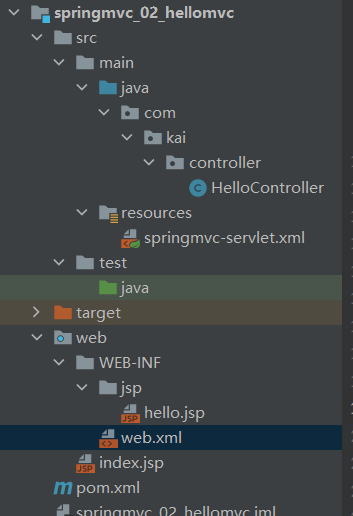 springmvc_02_hellomvc
src
main
java
com
kai
controller
C HelloController
resources
springmvc-servlet.xml
test
java
target
web
WEB-INF
jsp
JSP hello.jsp
web.xml
JSP index.jsp
m pom.xml
springmvc_02_hellomvc.iml